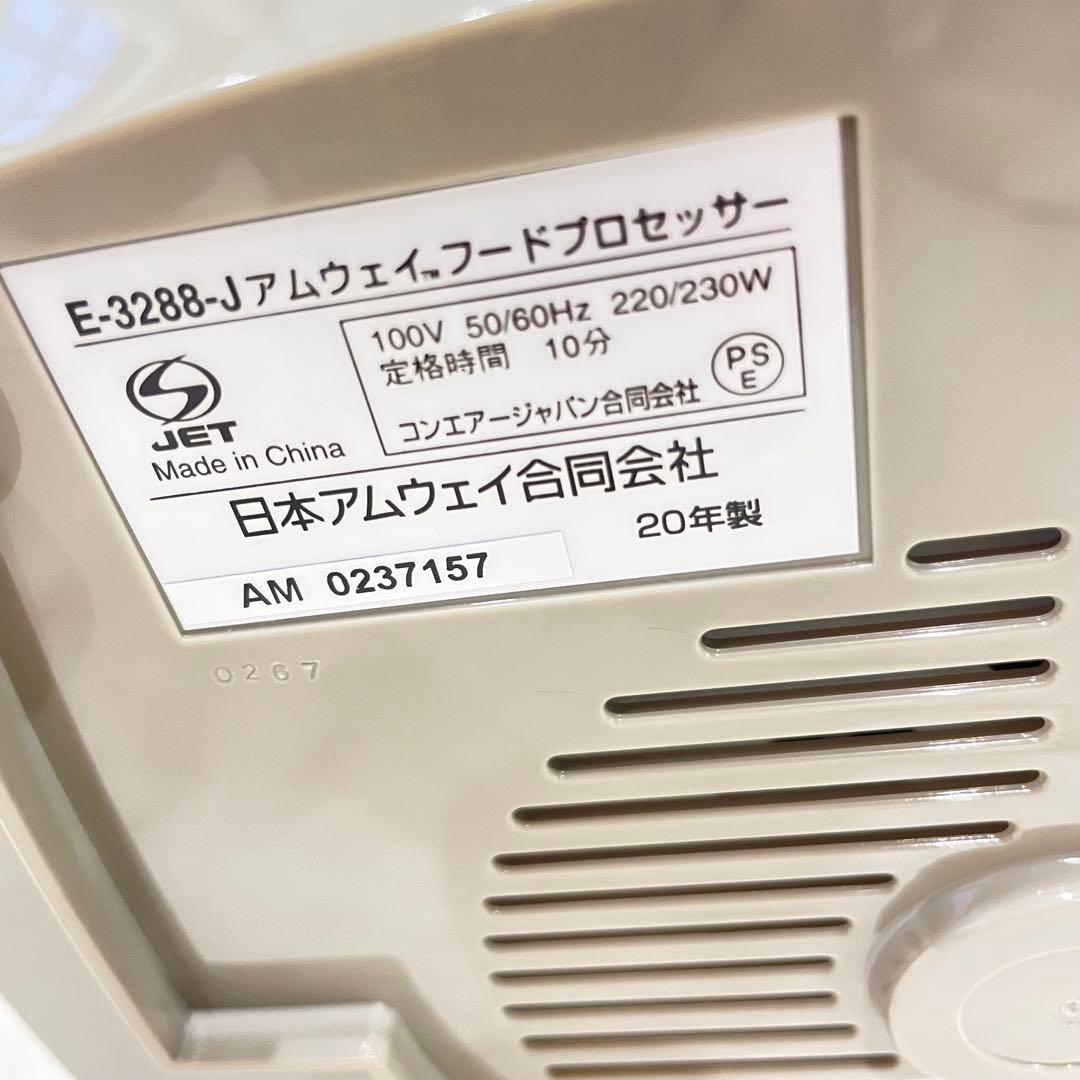 E-3288-Jアムウェイ™フードプロセッサー
100V 50/60Hz 220/230W
定格時間 10分
PS
E
コンエアージャパン合同会社
JET
Made in China
日本アムウェイ合同会社
20年製
AM 0237157
0267